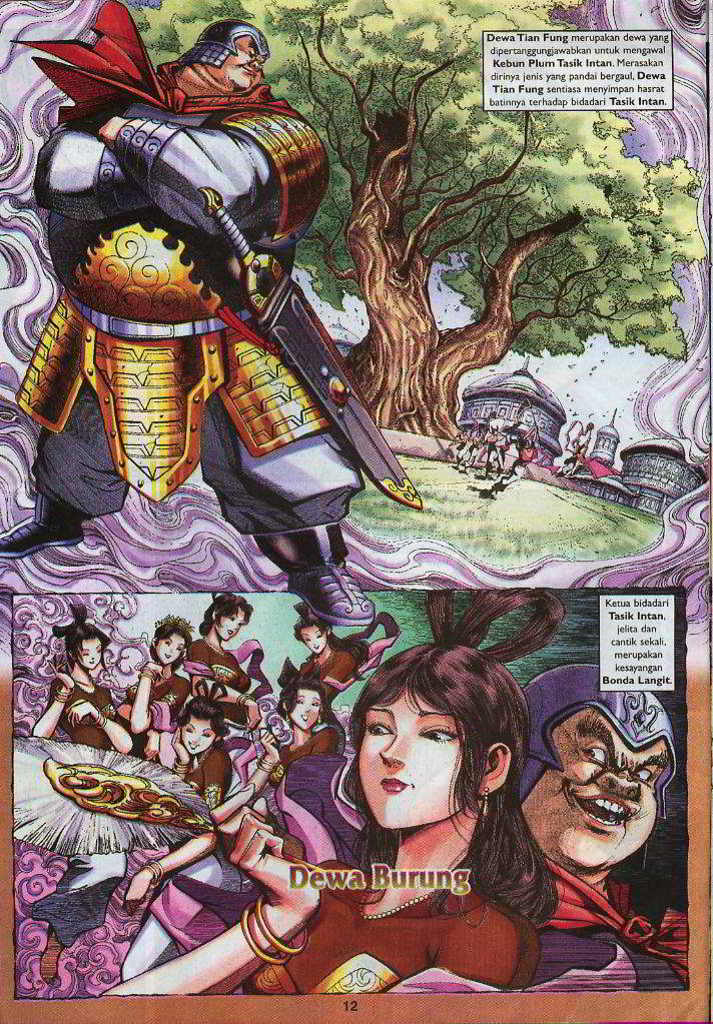 Dewa Tian Fung merupakan dewa yang
dipertanggungjawabkan untuk mengawal
Kebun Plum Tasik Intan. Merasakan
dirinya jenis yang pandai bergaul, Dewa
Tian Fung sentiasa menyimpan hasrat
batinnya terhadap bidadari Tasik Intan.
Ketua bidadari
Tasik Intan,
jelita dan
cantik sekali,
merupakan
kesayangan
Bonda Langit.
Dewa Burung
12